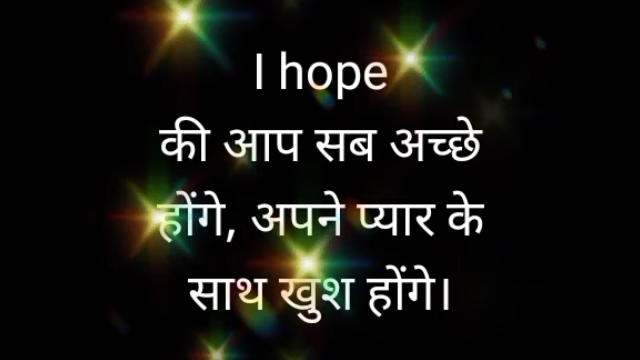 I hope
की आप सब अच्छे
होंगे, अपने प्यार के
साथ खुश होंगे।